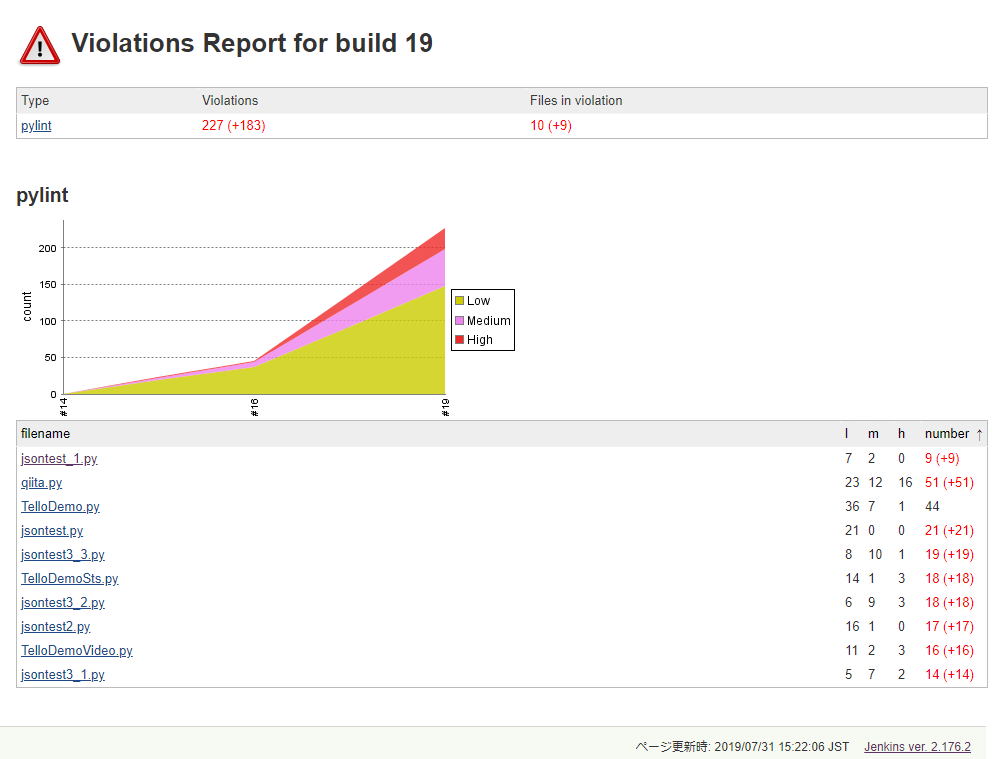 Violations Report for build 19
Type Violations Files in violation
pylint 227 (+183) 10 (+9)
pylint
count
200
150
100
50
0
#14 #16 #19
Low
Medium
High
filename l m h number ↑
jsontest_1.py 7 2 0 9 (+9)
qiita.py 23 12 16 51 (+51)
TelloDemo.py 36 7 1 44
jsontest.py 21 0 0 21 (+21)
jsontest3_3.py 8 10 1 19 (+19)
TelloDemoSts.py 14 1 3 18 (+18)
jsontest3_2.py 6 9 3 18 (+18)
jsontest2.py 16 1 0 17 (+17)
TelloDemoVideo.py 11 2 3 16 (+16)
jsontest3_1.py 5 7 2 14 (+14)
ページ更新時: 2019/07/31 15:22:06 JST Jenkins ver. 2.176.2